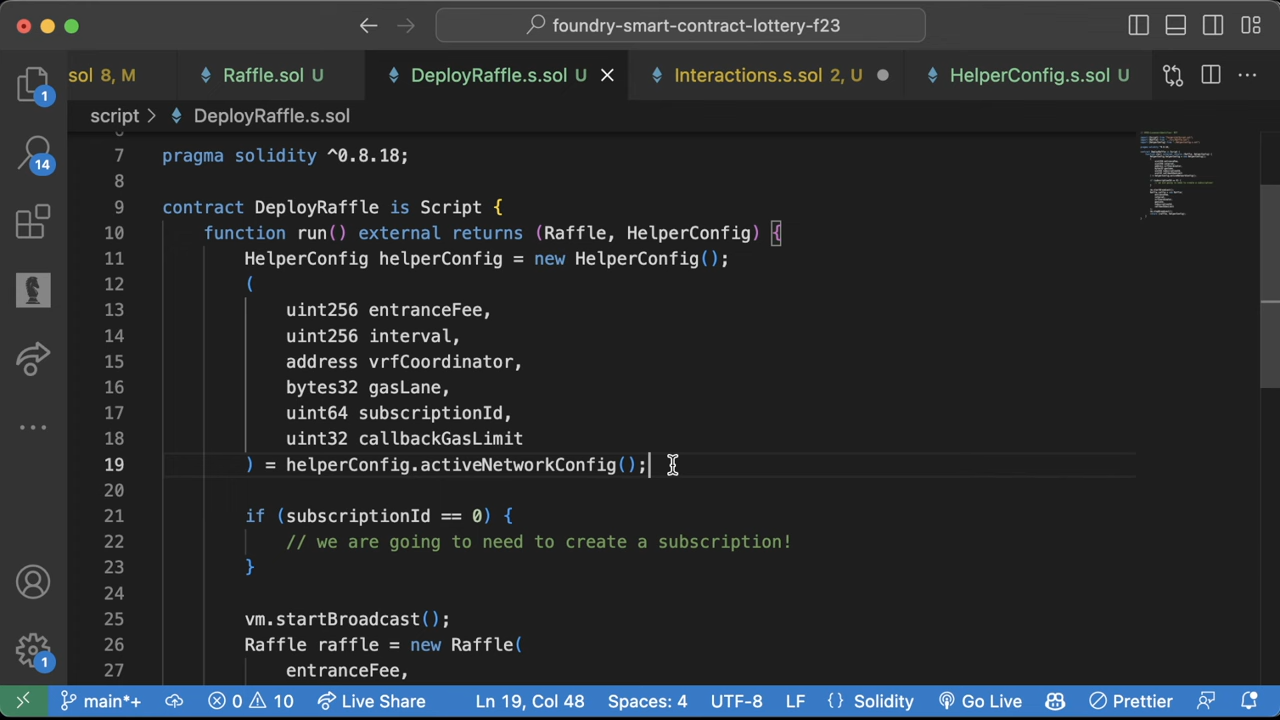 foundry-smart-contract-lottery-f23
sol 8, M
Raffle.sol U
DeployRaffle.s.sol U
Interactions.s.sol 2, U
HelperConfig.s.sol U
script > DeployRaffle.s.sol
1
14
7 pragma solidity ^0.8.18;
8
9 contract DeployRaffle is Script {
10 function run() external returns (Raffle, HelperConfig) {
11 HelperConfig helperConfig = new HelperConfig();
12 (
13 uint256 entranceFee,
14 uint256 interval,
15 address vrfCoordinator,
16 bytes32 gasLane,
17 uint64 subscriptionId,
18 uint32 callbackGasLimit
19 ) = helperConfig.activeNetworkConfig();
20
21 if (subscriptionId == 0) {
22 // we are going to need to create a subscription!
23 }
24
25 vm.startBroadcast();
26 Raffle raffle = new Raffle(
27 entranceFee,
1
main*+ 0 10 Live Share Ln 19, Col 48 Spaces: 4 UTF-8 LF {} Solidity Go Live Prettier